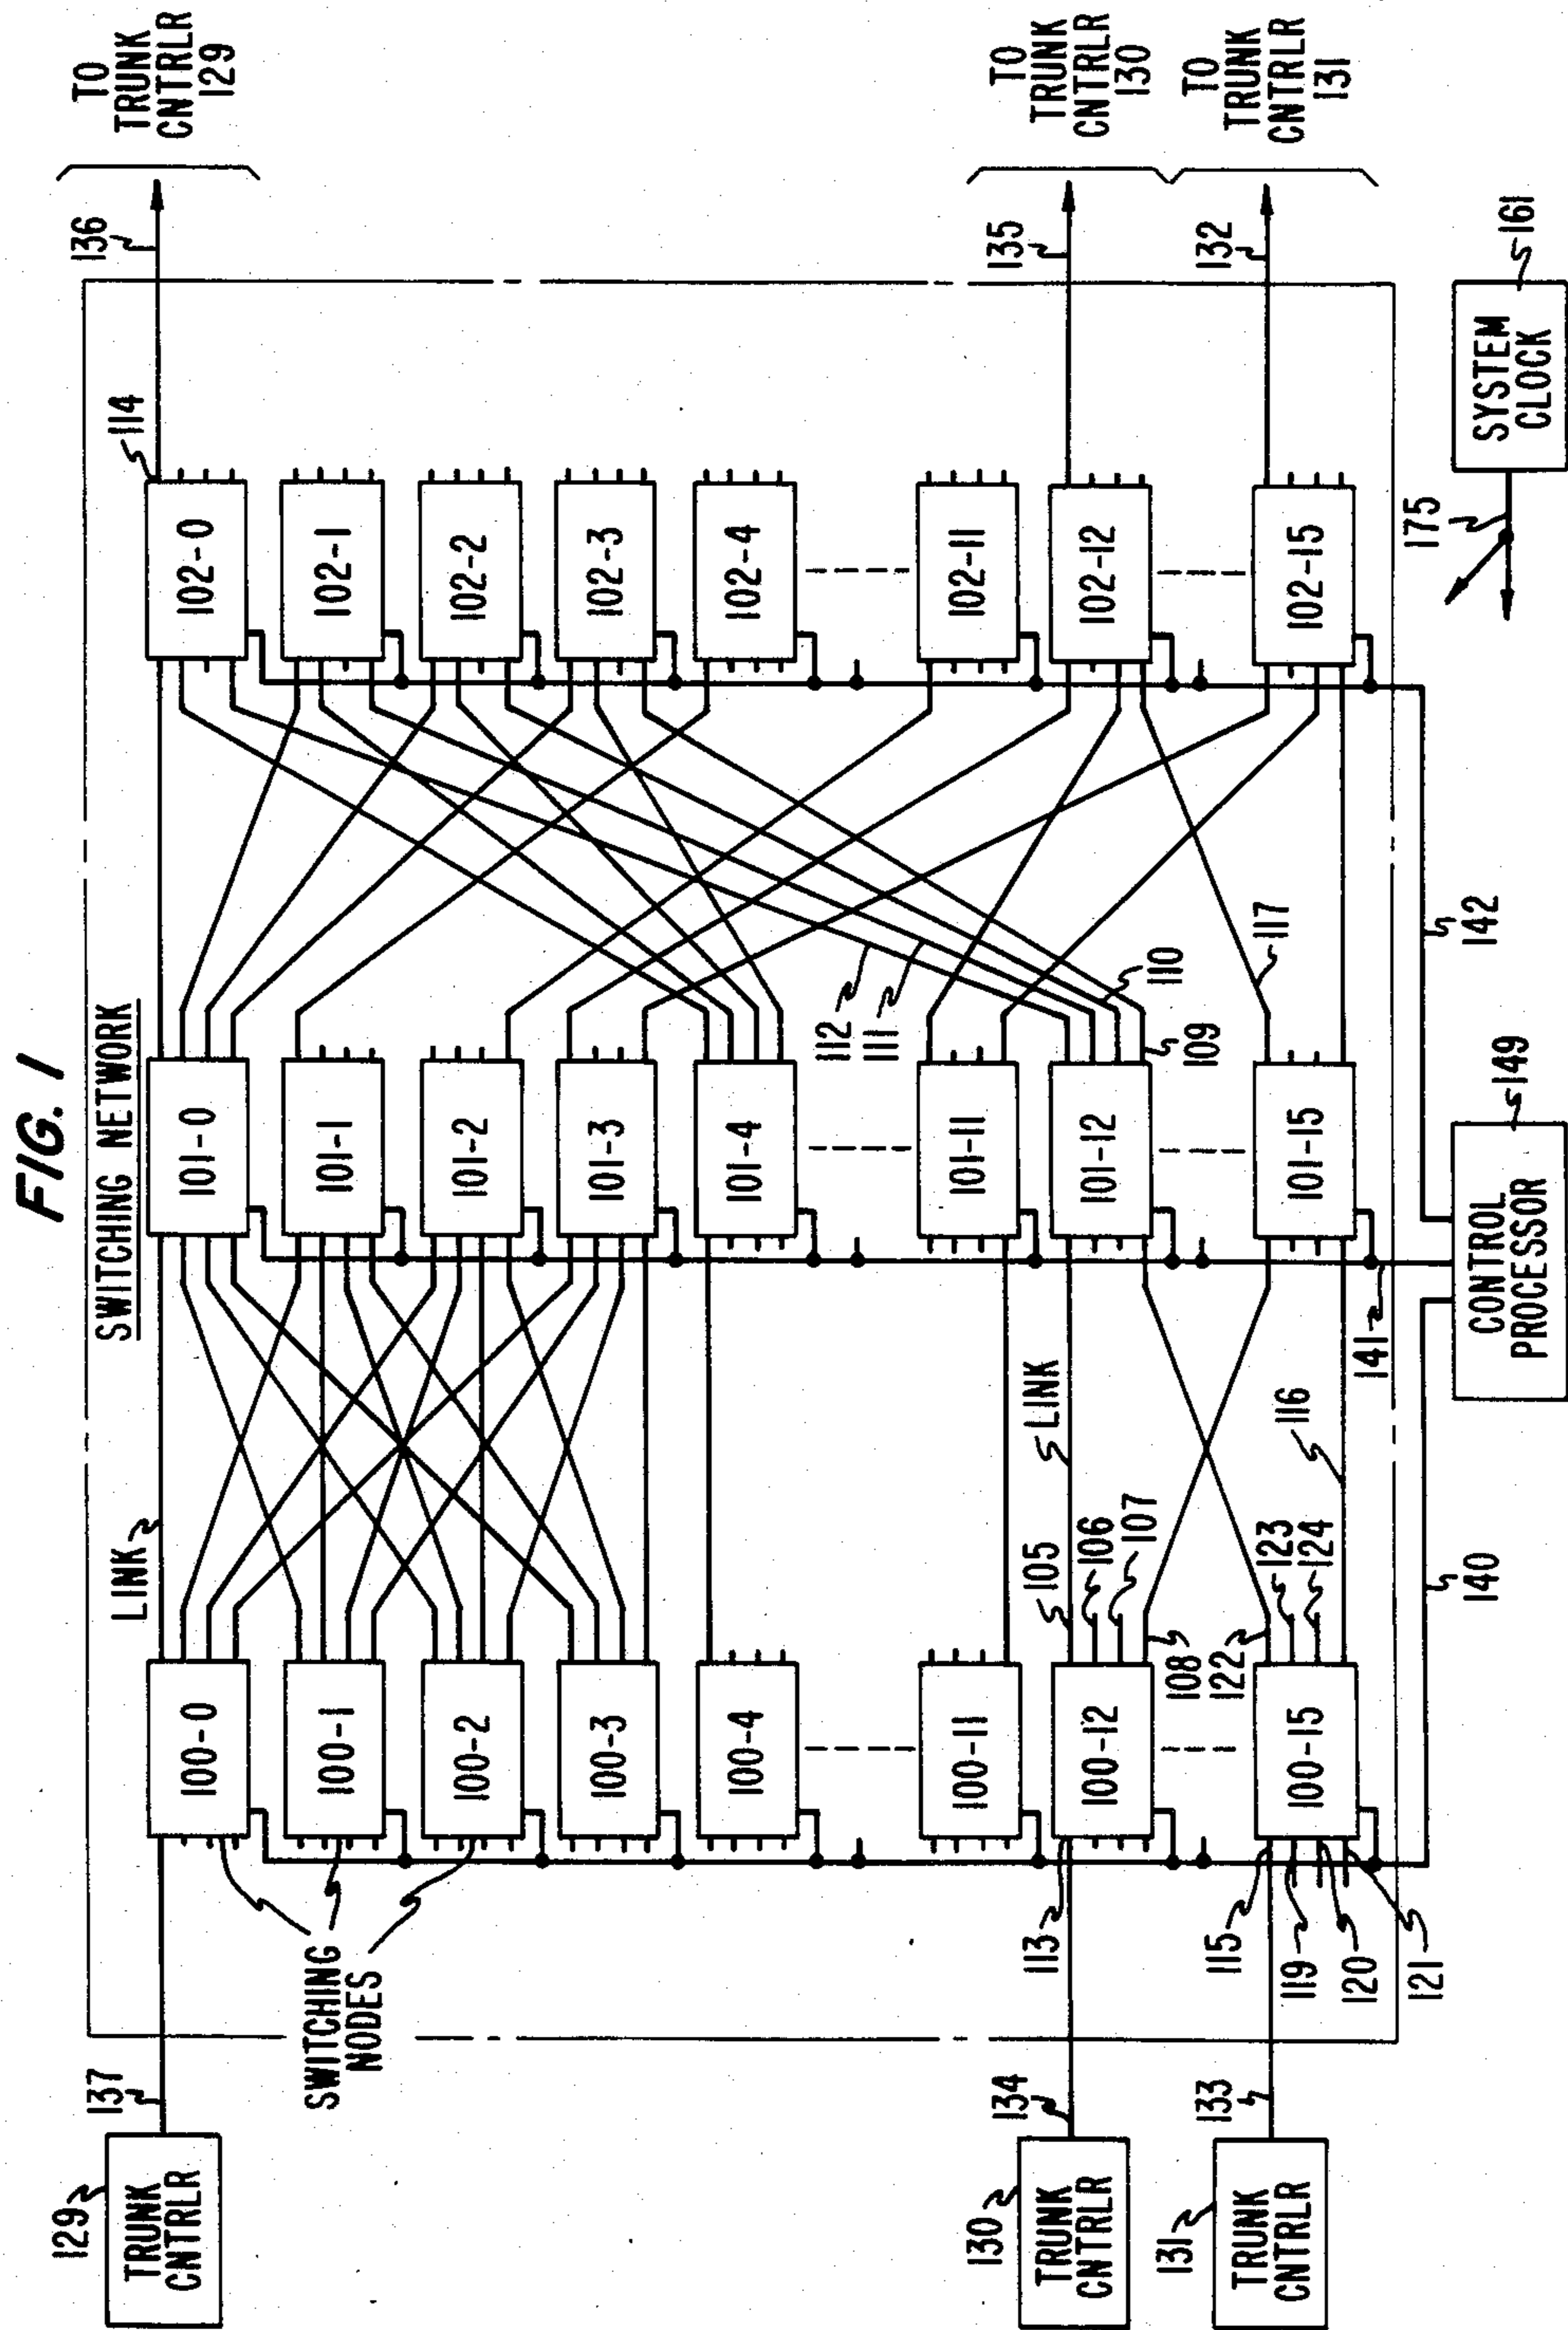 FIG. 1
SWITCHING NETWORK
129
TRUNK
CNTRLR
137
LINK
114
136
TO
TRUNK
CNTRLR
129
100-0
101-0
102-0
100-1
101-1
102-1
SWITCHING
NODES
100-2
101-2
102-2
100-3
101-3
102-3
100-4
101-4
102-4
112
111
100-11
101-11
102-11
130
TRUNK
CNTRLR
134
113
100-12
105
LINK
106
107
108
101-12
109
110
102-12
135
TO
TRUNK
CNTRLR
130
131
TRUNK
CNTRLR
133
115
119
120
121
100-15
122
123
124
116
101-15
117
102-15
132
TO
TRUNK
CNTRLR
131
140
141
142
CONTROL
PROCESSOR
149
175
SYSTEM
CLOCK
161